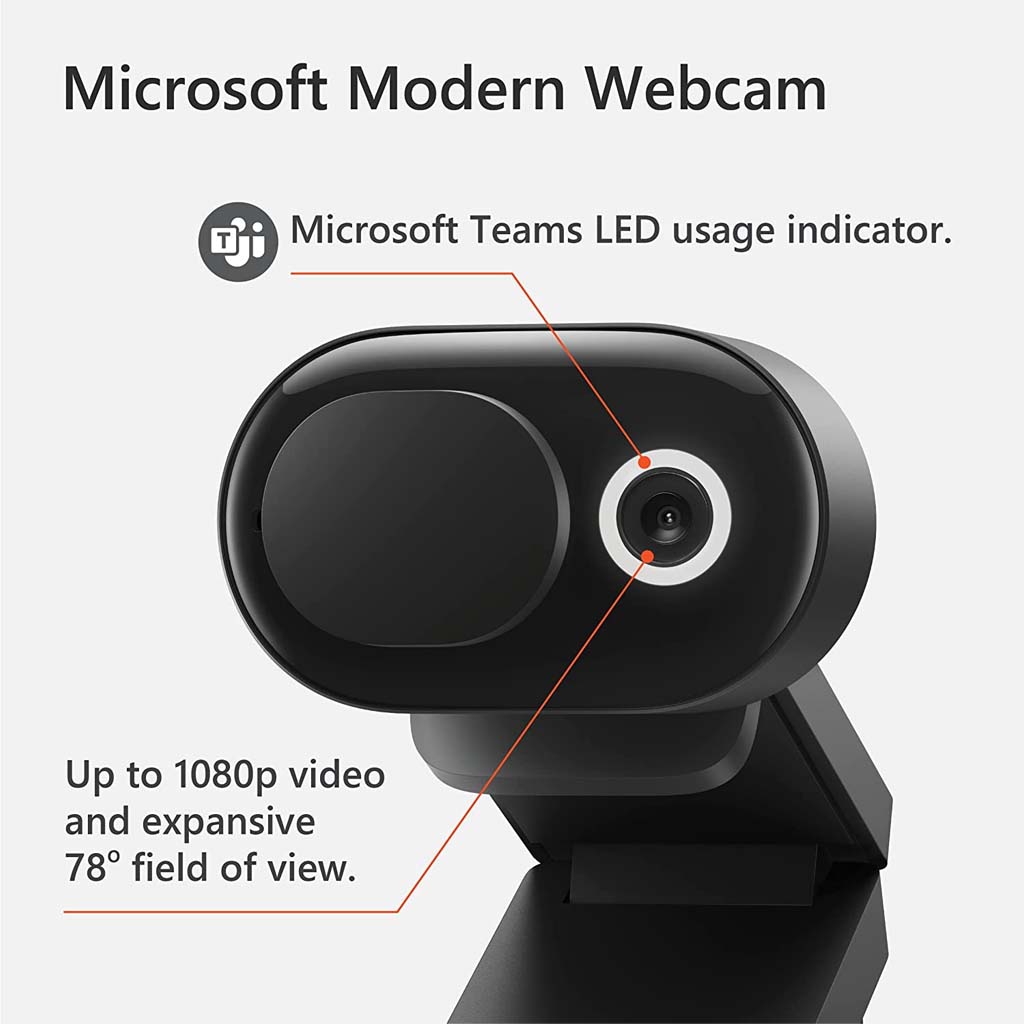 Microsoft Modern Webcam
T
Microsoft Teams LED usage indicator.
Up to 1080p video
and expansive
78° field of view.